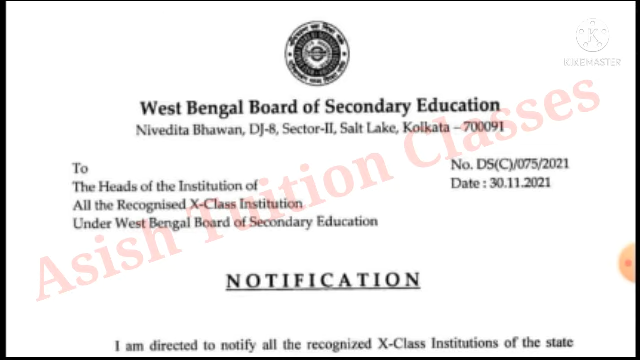 KINEMASTER
West Bengal Board of Secondary Education
Nivedita Bhawan, DJ-8, Sector-II, Salt Lake, Kolkata – 700091
To
No. DS(C)/075/2021
The Heads of the Institution of
Date : 30.11.2021
All the Recognised X-Class Institution
Under West Bengal Board of Secondary Education
Asish Tuition Classes
NOTIFICATION
I am directed to notify all the recognized X-Class Institutions of the state